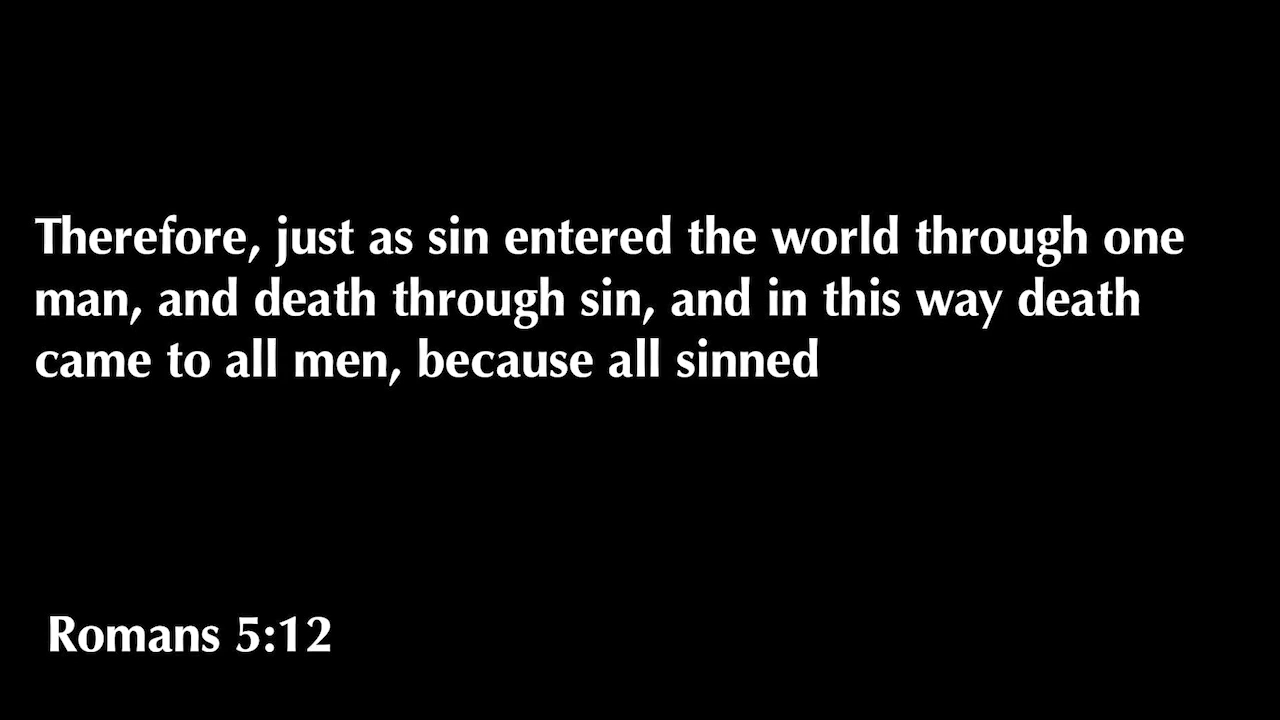 Therefore, just as sin entered the world through one
man, and death through sin, and in this way death
came to all men, because all sinned
Romans 5:12